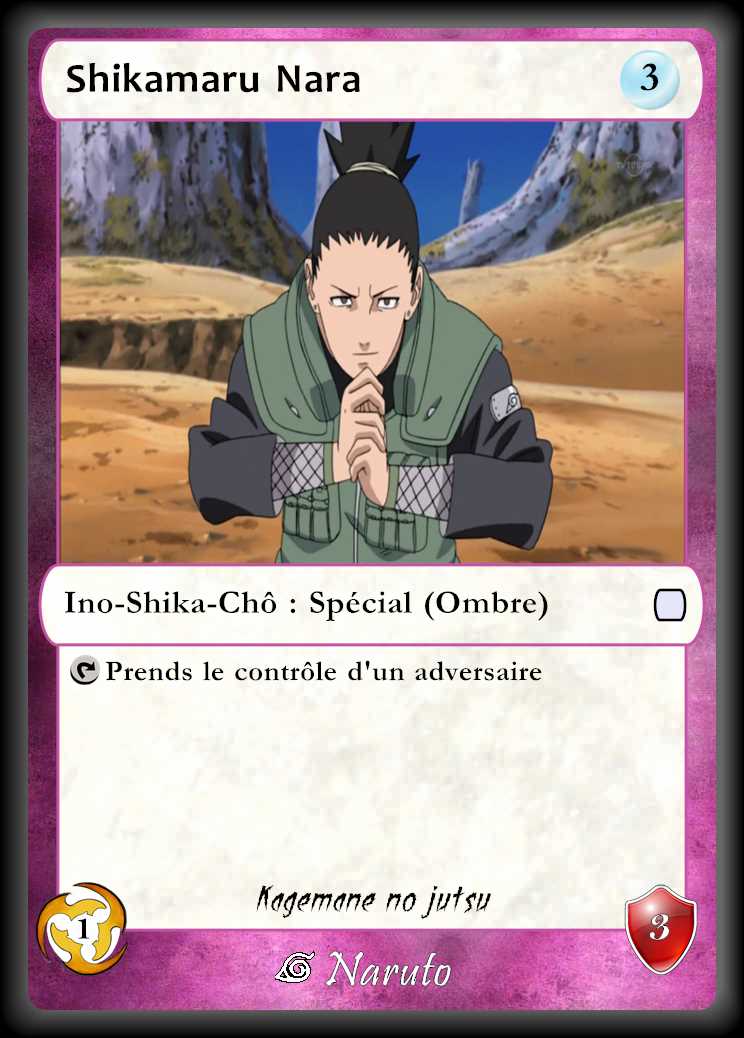 Shikamaru Nara
3
Ino-Shika-Chô : Spécial (Ombre)
Prends le contrôle d'un adversaire
Kagemane no jutsu
1
3
Naruto